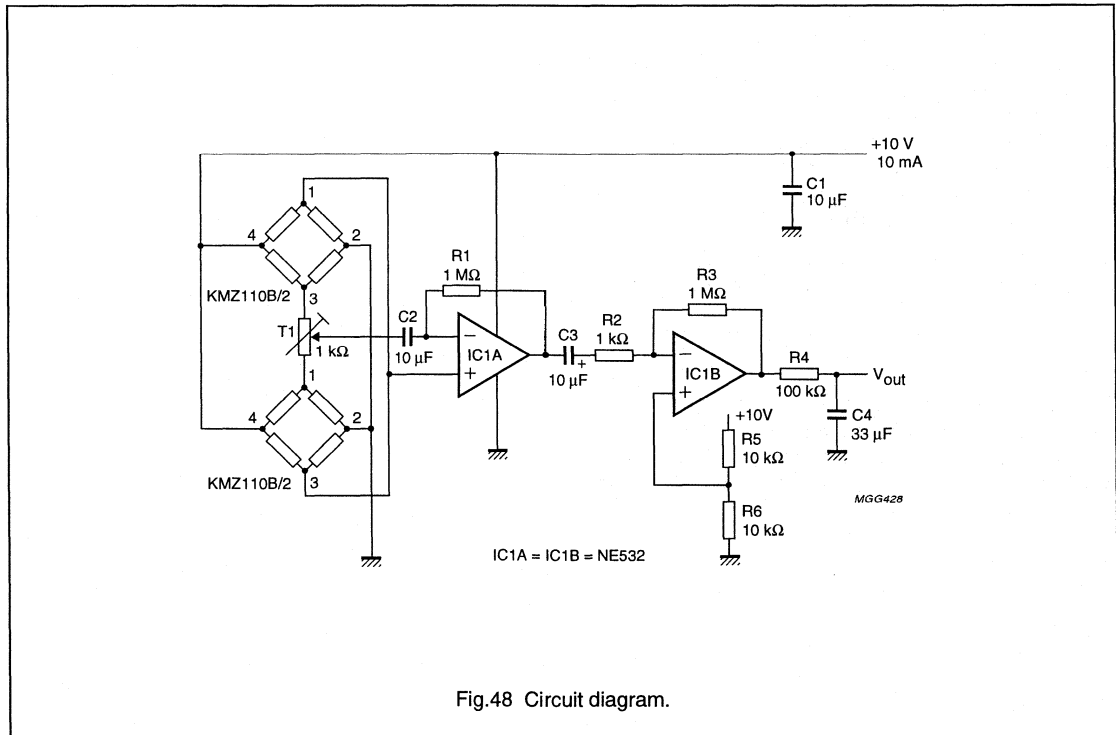 +10 V
10 mA
C1
10 μF
1
4
2
KMZ110B/2
3
T1
1 kΩ
C2
10 μF
R1
1 MΩ
−
IC1A
+
C3
+
10 μF
R2
1 kΩ
R3
1 MΩ
−
IC1B
+
R4
100 kΩ
Vout
C4
33 μF
+10V
R5
10 kΩ
R6
10 kΩ
1
4
2
KMZ110B/2
3
MGG428
IC1A = IC1B = NE532
Fig.48 Circuit diagram.